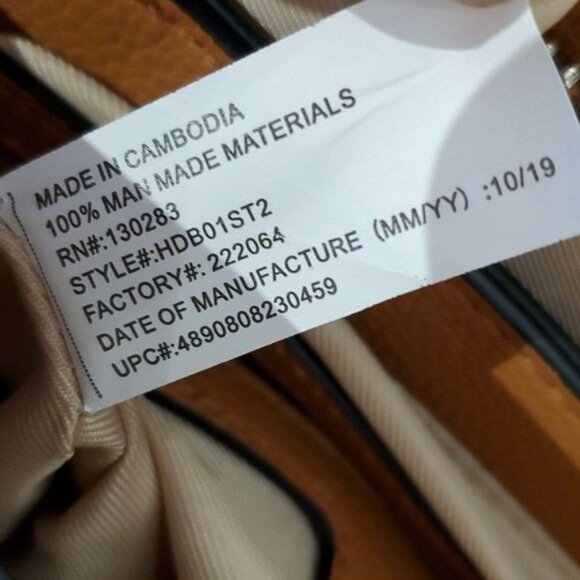 MADE IN CAMBODIA
100% MAN MADE MATERIALS
RN#:130283
STYLE#:HDB01ST2
FACTORY#: 222064
DATE OF MANUFACTURE (MM/YY) :10/19
UPC#:4890808230459